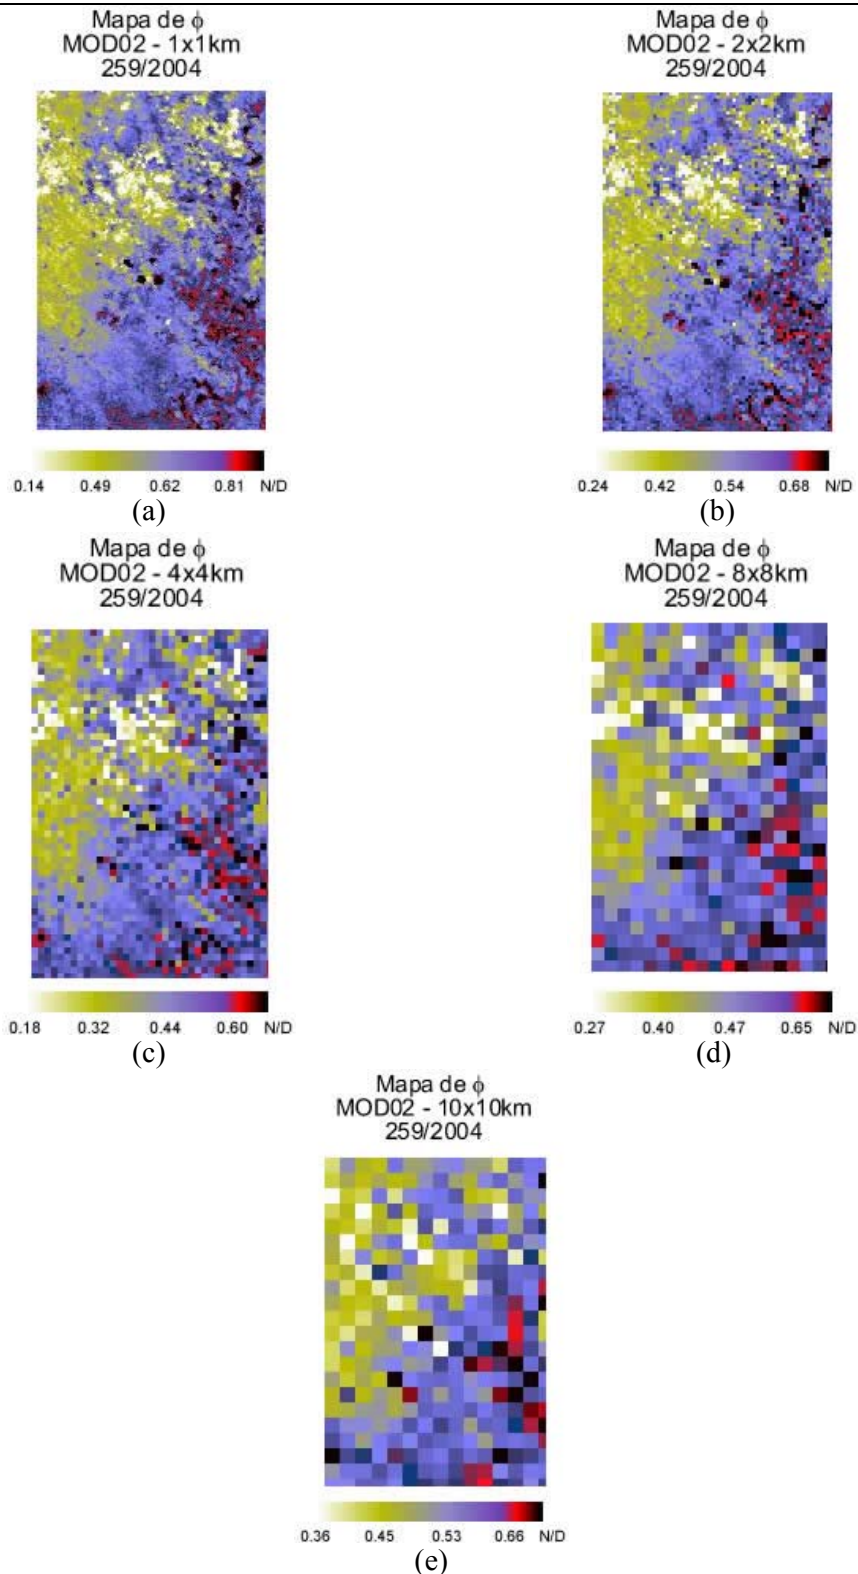 Mapa de ϕ
MOD02 - 1x1km
259/2004
0.14 0.49 0.62 0.81 N/D
(a)
Mapa de ϕ
MOD02 - 2x2km
259/2004
0.24 0.42 0.54 0.68 N/D
(b)
Mapa de ϕ
MOD02 - 4x4km
259/2004
0.18 0.32 0.44 0.60 N/D
(c)
Mapa de ϕ
MOD02 - 8x8km
259/2004
0.27 0.40 0.47 0.65 N/D
(d)
Mapa de ϕ
MOD02 - 10x10km
259/2004
0.36 0.45 0.53 0.66 N/D
(e)